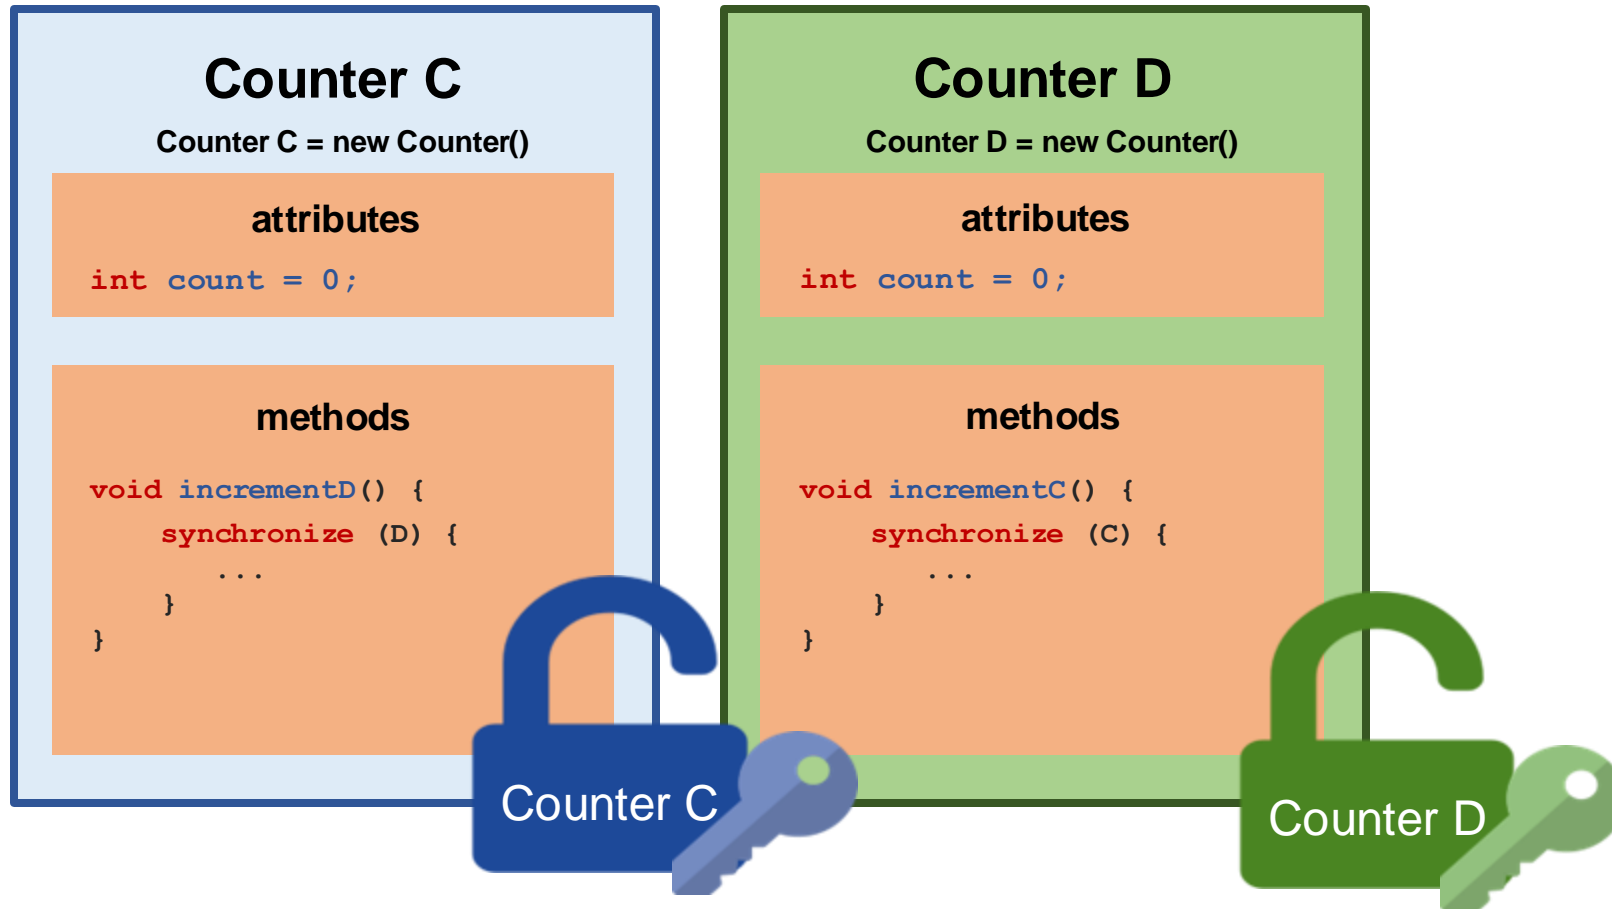 Counter C
Counter C = new Counter()
attributes
int count = 0;
methods
void incrementD() {
synchronize (D) {
...
}
}
Counter C
Counter D
Counter D = new Counter()
attributes
int count = 0;
methods
void incrementC() {
synchronize (C) {
...
}
}
Counter D